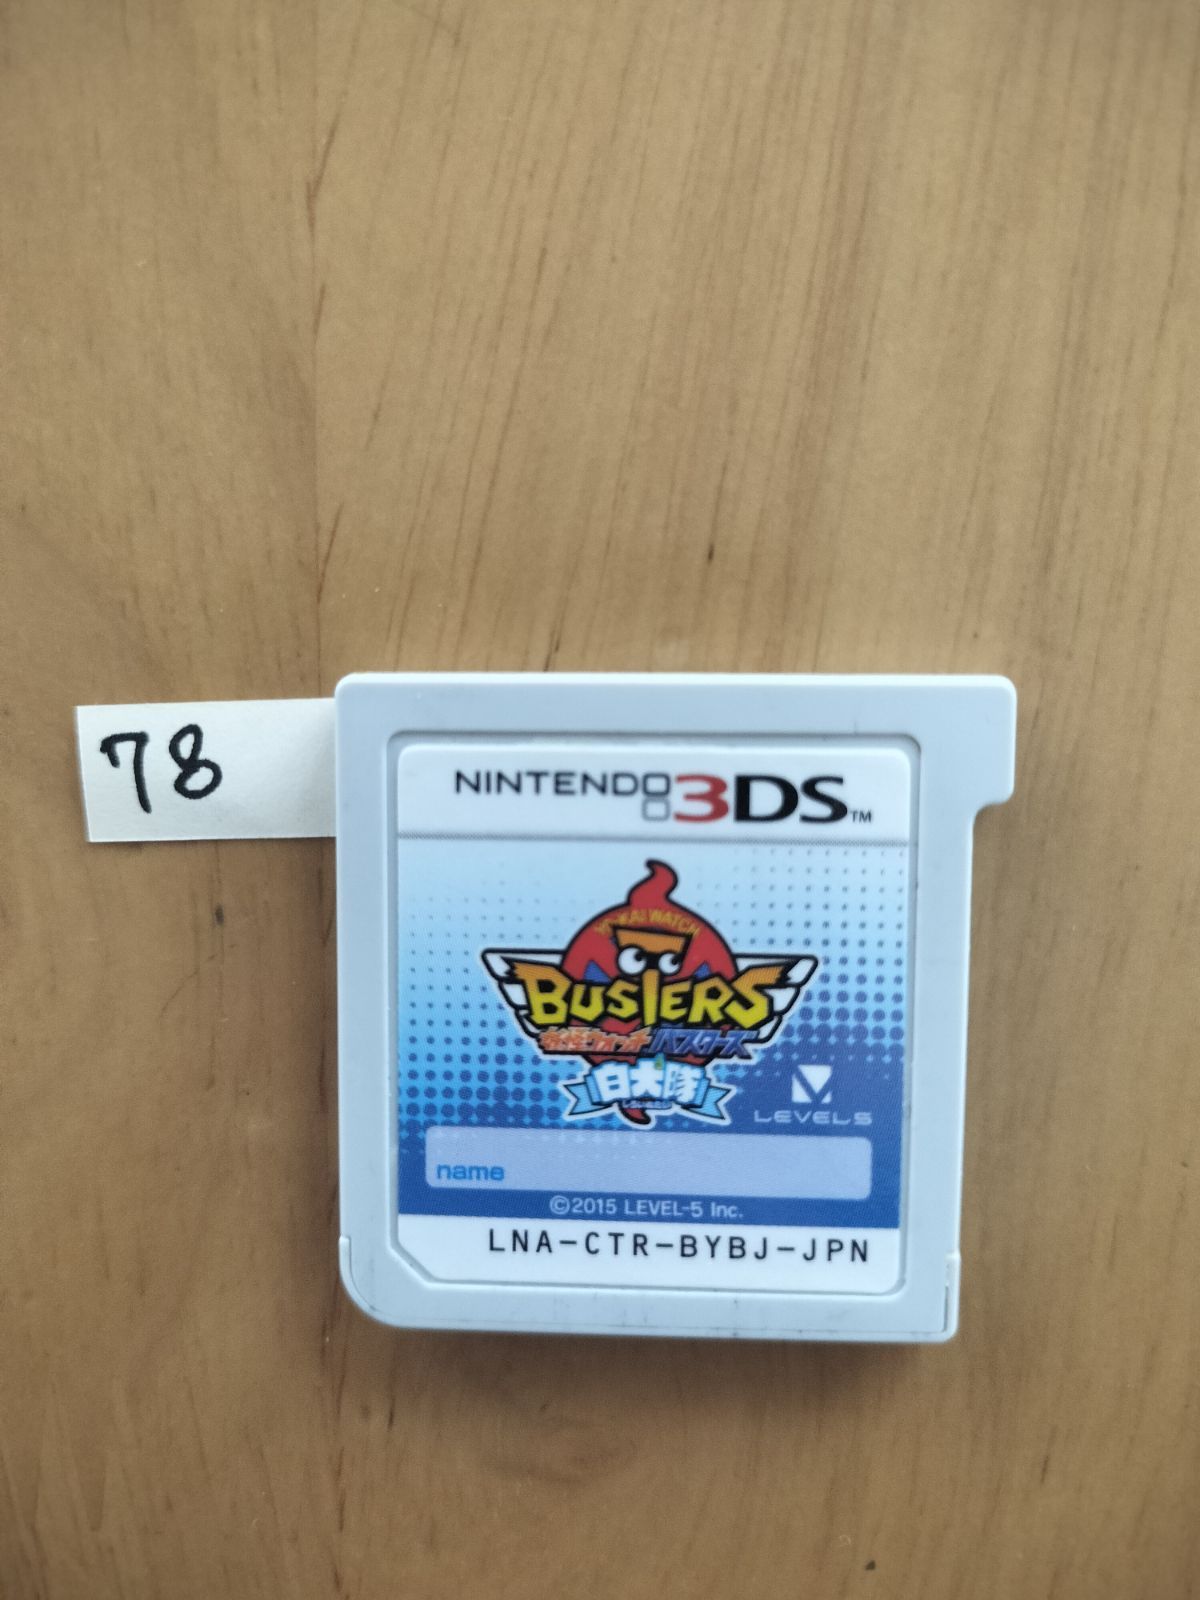 78
NINTENDO 3DS™
YO-KAI WATCH
BUSTERS
妖怪ウォッチ バスターズ
白犬隊
LEVEL5
name
©2015 LEVEL-5 Inc.
LNA-CTR-BYBJ-JPN